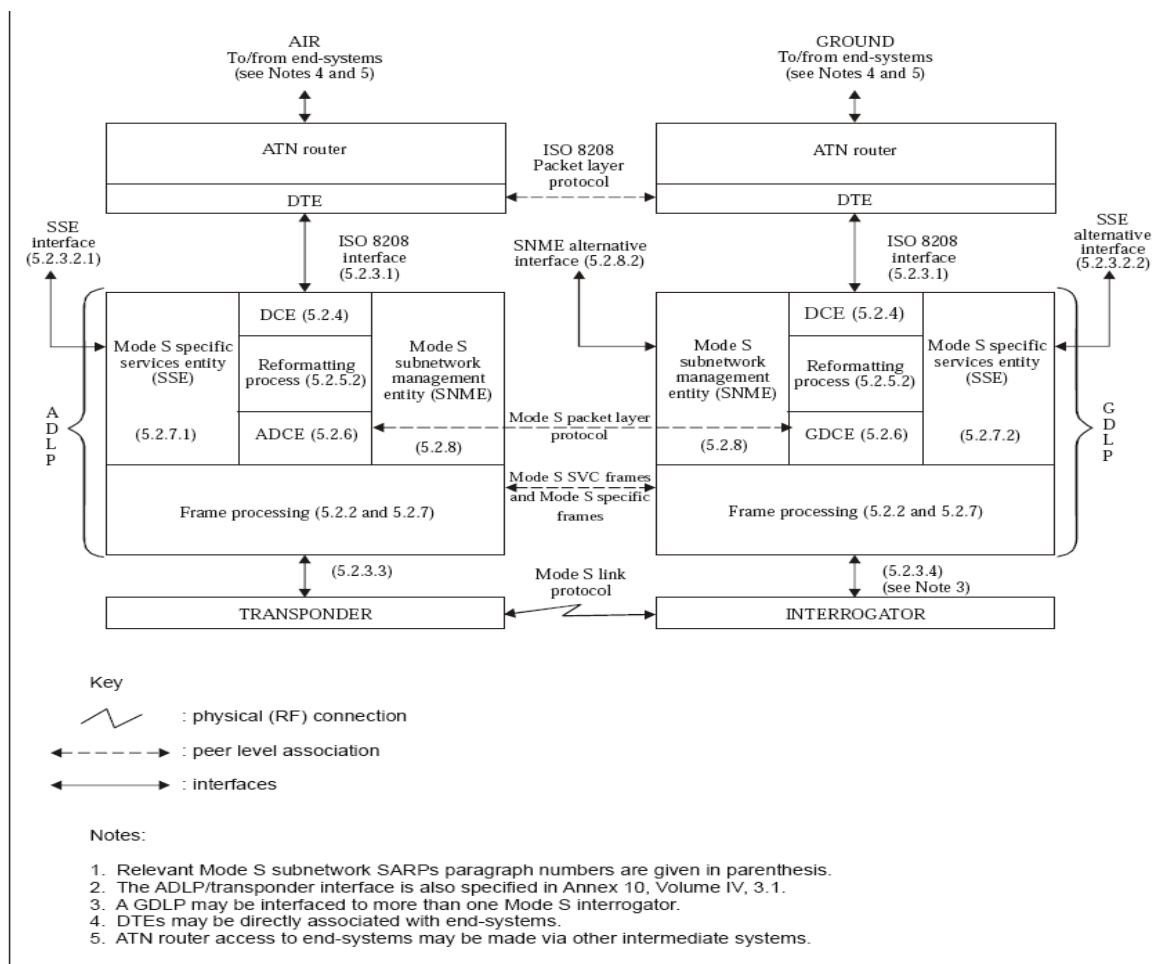 AIR
To/from end-systems
(see Notes 4 and 5)
GROUND
To/from end-systems
(see Notes 4 and 5)
ATN router
DTE
ISO 8208
Packet layer
protocol
ATN router
DTE
SSE
interface
(5.2.3.2.1)
ISO 8208
interface
(5.2.3.1)
SNME alternative
interface (5.2.8.2)
ISO 8208
interface
(5.2.3.1)
SSE
alternative
interface
(5.2.3.2.2)
ADLP
Mode S specific
services entity
(SSE)
(5.2.7.1)
DCE (5.2.4)
Reformatting
process (5.2.5.2)
ADCE (5.2.6)
Mode S
subnetwork
management
entity (SNME)
(5.2.8)
Mode S packet layer
protocol
Mode S
subnetwork
management
entity (SNME)
(5.2.8)
DCE (5.2.4)
Reformatting
process (5.2.5.2)
GDCE (5.2.6)
Mode S specific
services entity
(SSE)
(5.2.7.2)
GDLP
Frame processing (5.2.2 and 5.2.7)
Mode S SVC frames
and Mode S specific
frames
Frame processing (5.2.2 and 5.2.7)
(5.2.3.3)
Mode S link
protocol
(5.2.3.4)
(see Note 3)
TRANSPONDER
INTERROGATOR
Key
: physical (RF) connection
: peer level association
: interfaces
Notes:
1. Relevant Mode S subnetwork SARPs paragraph numbers are given in parenthesis.
2. The ADLP/transponder interface is also specified in Annex 10, Volume IV, 3.1.
3. A GDLP may be interfaced to more than one Mode S interrogator.
4. DTEs may be directly associated with end-systems.
5. ATN router access to end-systems may be made via other intermediate systems.